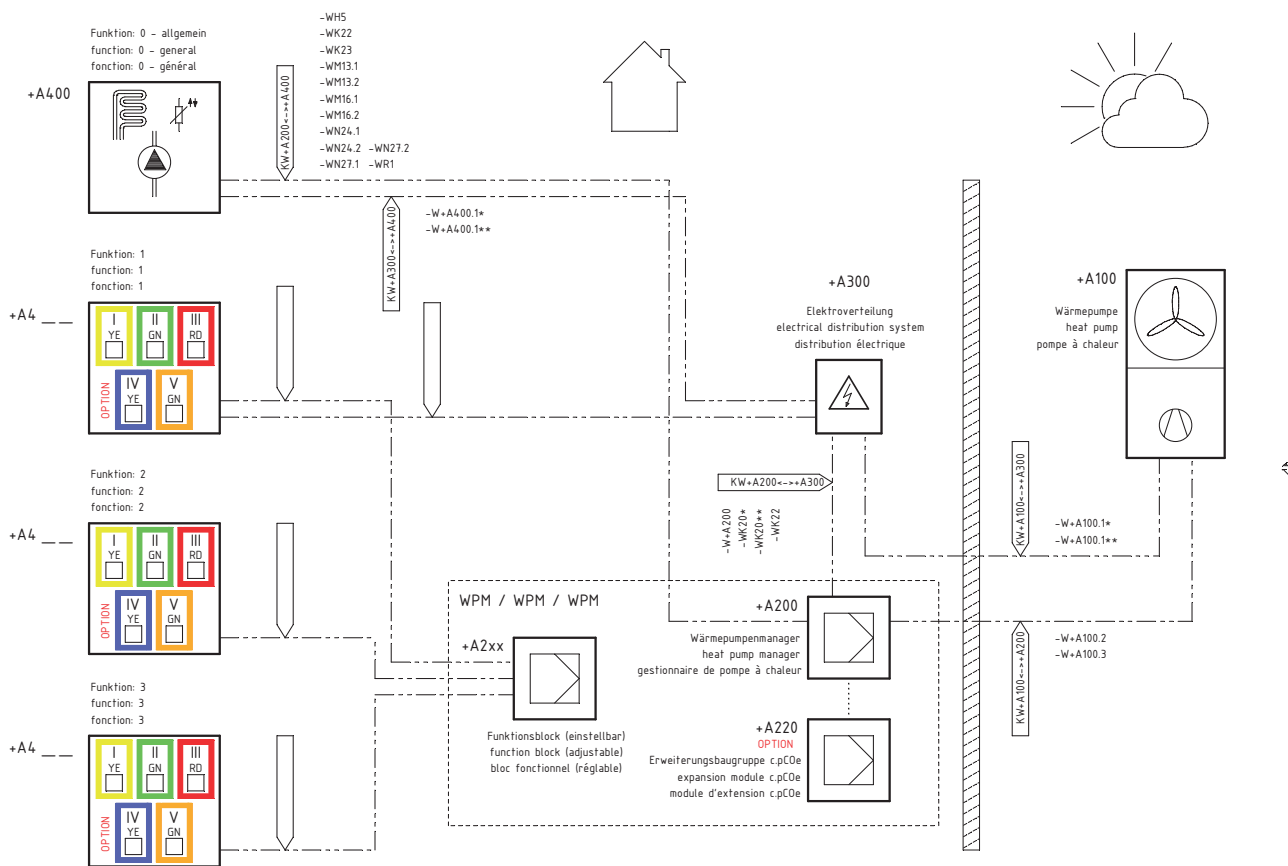 Funktion: 0 - allgemein
function: 0 - general
fonction: 0 - général
+A400
KW+A200<-->+A400
-WH5
-WK22
-WK23
-WM13.1
-WM13.2
-WM16.1
-WM16.2
-WN24.1
-WN24.2 -WN27.2
-WN27.1 -WR1
KW+A300<-->+A400
-W+A400.1*
-W+A400.1**
Funktion: 1
function: 1
fonction: 1
+A4 _ _
I II III
YE GN RD
OPTION
IV V
YE GN
Funktion: 2
function: 2
fonction: 2
+A4 _ _
I II III
YE GN RD
OPTION
IV V
YE GN
Funktion: 3
function: 3
fonction: 3
+A4 _ _
I II III
YE GN RD
OPTION
IV V
YE GN
+A300
Elektroverteilung
electrical distribution system
distribution électrique
KW+A200<-->+A300
-W+A200
-WK20*
-WK20**
-WK22
WPM / WPM / WPM
+A2xx
Funktionsblock (einstellbar)
function block (adjustable)
bloc fonctionnel (réglable)
+A200
Wärmepumpenmanager
heat pump manager
gestionnaire de pompe à chaleur
+A220
OPTION
Erweiterungsbaugruppe c.pCOe
expansion module c.pCOe
module d'extension c.pCOe
+A100
Wärmepumpe
heat pump
pompe à chaleur
KW+A100<-->+A300
-W+A100.1*
-W+A100.1**
KW+A100<-->+A200
-W+A100.2
-W+A100.3